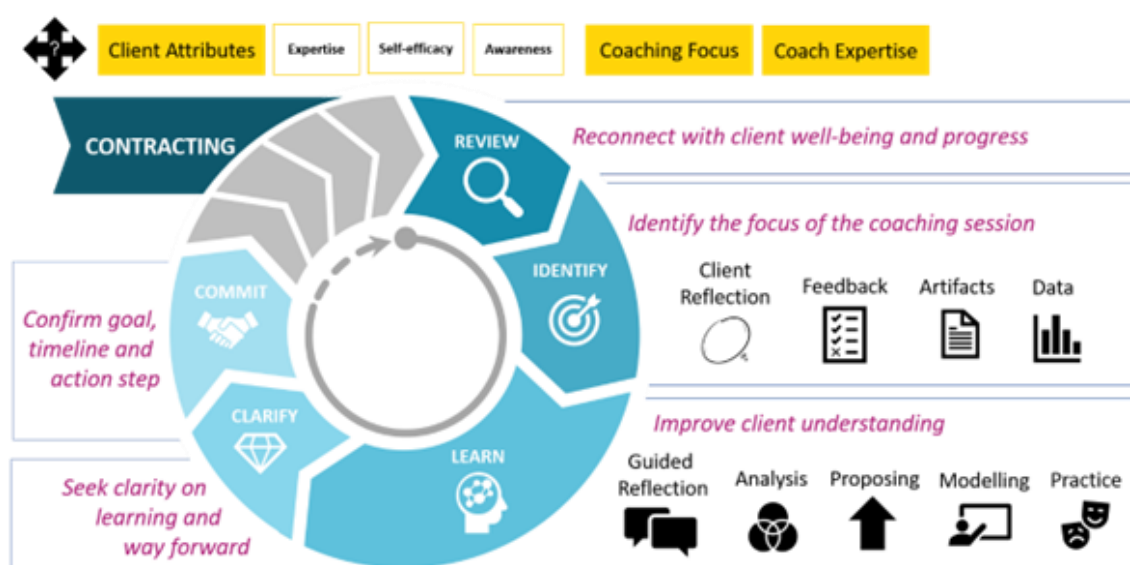 ?
Client Attributes
Expertise
Self-efficacy
Awareness
Coaching Focus
Coach Expertise
CONTRACTING
REVIEW
Reconnect with client well-being and progress
IDENTIFY
Identify the focus of the coaching session
Client
Reflection
Feedback
Artifacts
Data
LEARN
Improve client understanding
Guided
Reflection
Analysis
Proposing
Modelling
Practice
CLARIFY
Seek clarity on
learning and
way forward
COMMIT
Confirm goal,
timeline and
action step